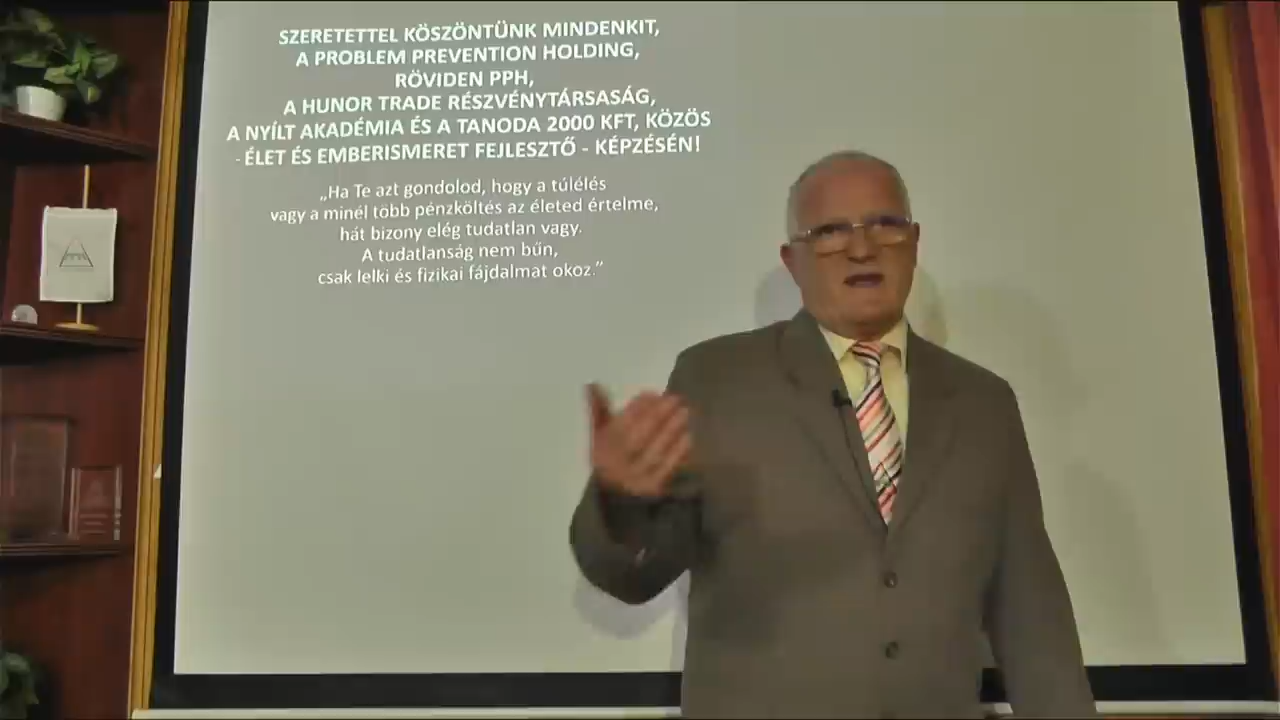 SZERETETTEL KÖSZÖNTÜNK MINDENKIT,
A PROBLEM PREVENTION HOLDING,
RÖVIDEN PPH,
A HUNOR TRADE RÉSZVÉNYTÁRSASÁG,
A NYÍLT AKADÉMIA ÉS A TANODA 2000 KFT, KÖZÖS
- ÉLET ÉS EMBERISMERET FEJLESZTŐ - KÉPZÉSÉN!
„Ha Te azt gondolod, hogy a túlélés
vagy a minél több pénzköltés az életed értelme,
hát bizony elég tudatlan vagy.
A tudatlanság nem bűn,
csak lelki és fizikai fájdalmat okoz.”